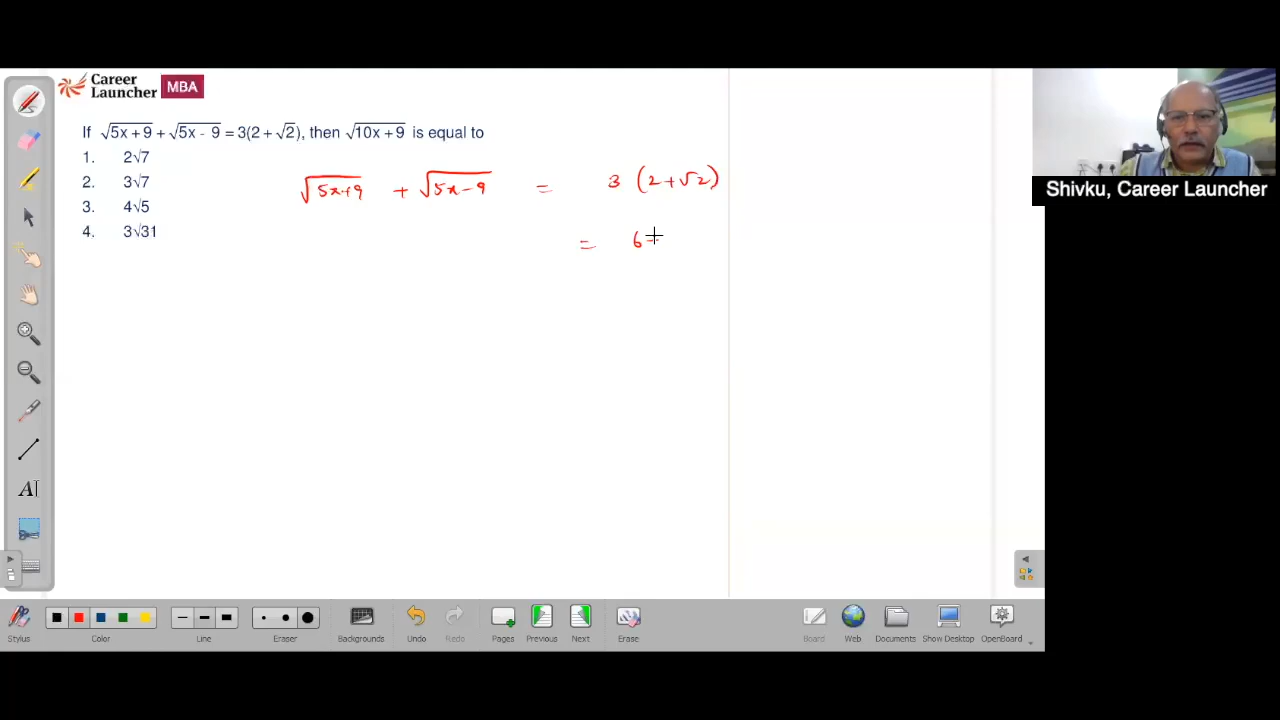 Career
Launcher MBA
If √5x + 9 + √5x - 9 = 3(2 + √2), then √10x + 9 is equal to
1. 2√7
2. 3√7
3. 4√5
4. 3√31
√5x+9 + √5x-9 = 3 (2+√2)
= 6
Shivku, Career Launcher
AI
Stylus
Color
Line
Eraser
Backgrounds
Undo
Redo
Pages
Previous
Next
Erase
Board
Web
Documents
Show Desktop
OpenBoard